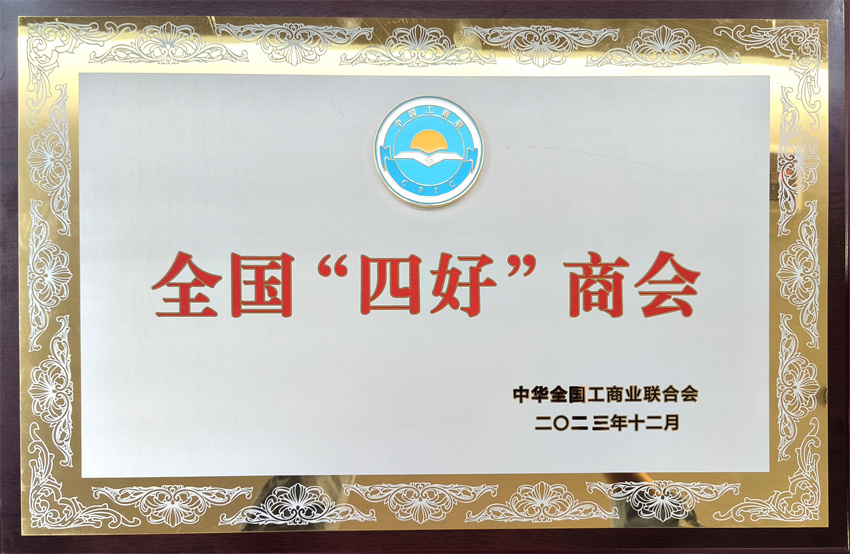 中国工商联
CFIC
全国“四好”商会
中华全国工商业联合会
二〇二三年十二月